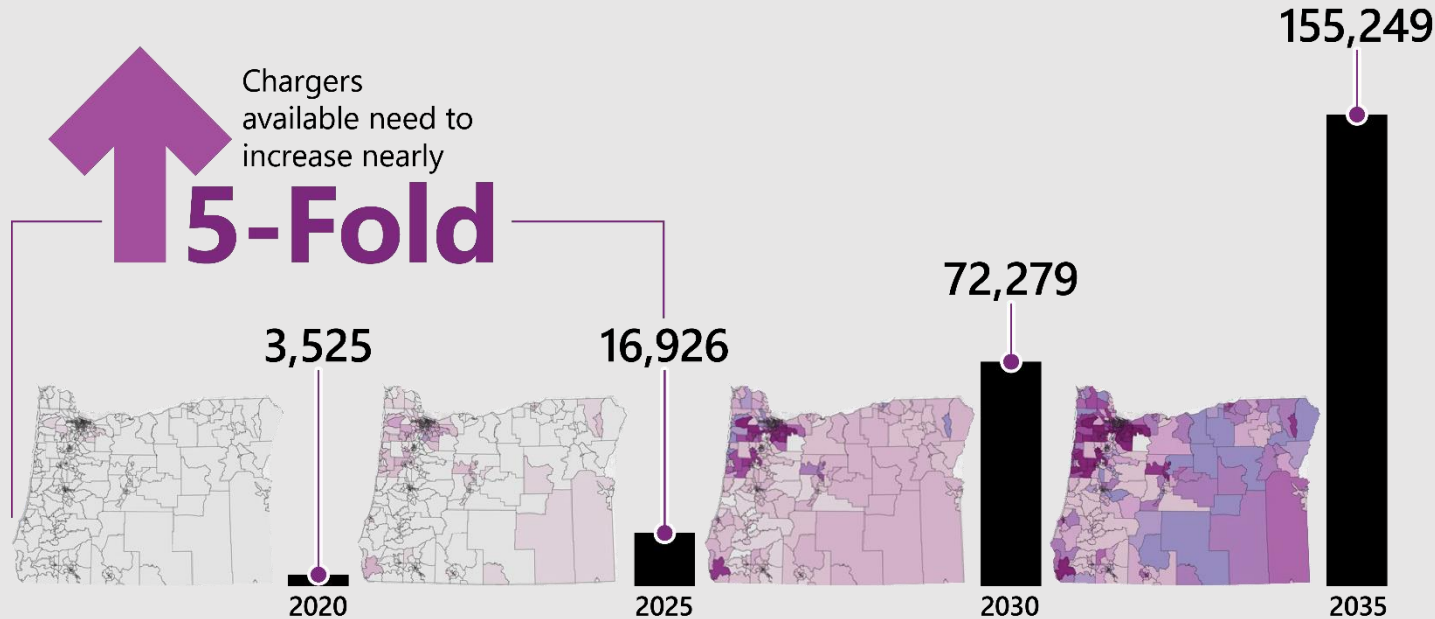 Chargers
available need to
increase nearly
5-Fold
3,525
16,926
72,279
155,249
2020
2025
2030
2035